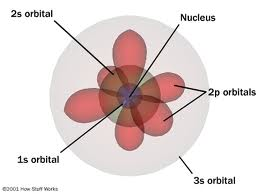 2s orbital
Nucleus
2p orbitals
1s orbital
3s orbital
©2001 How Stuff Works